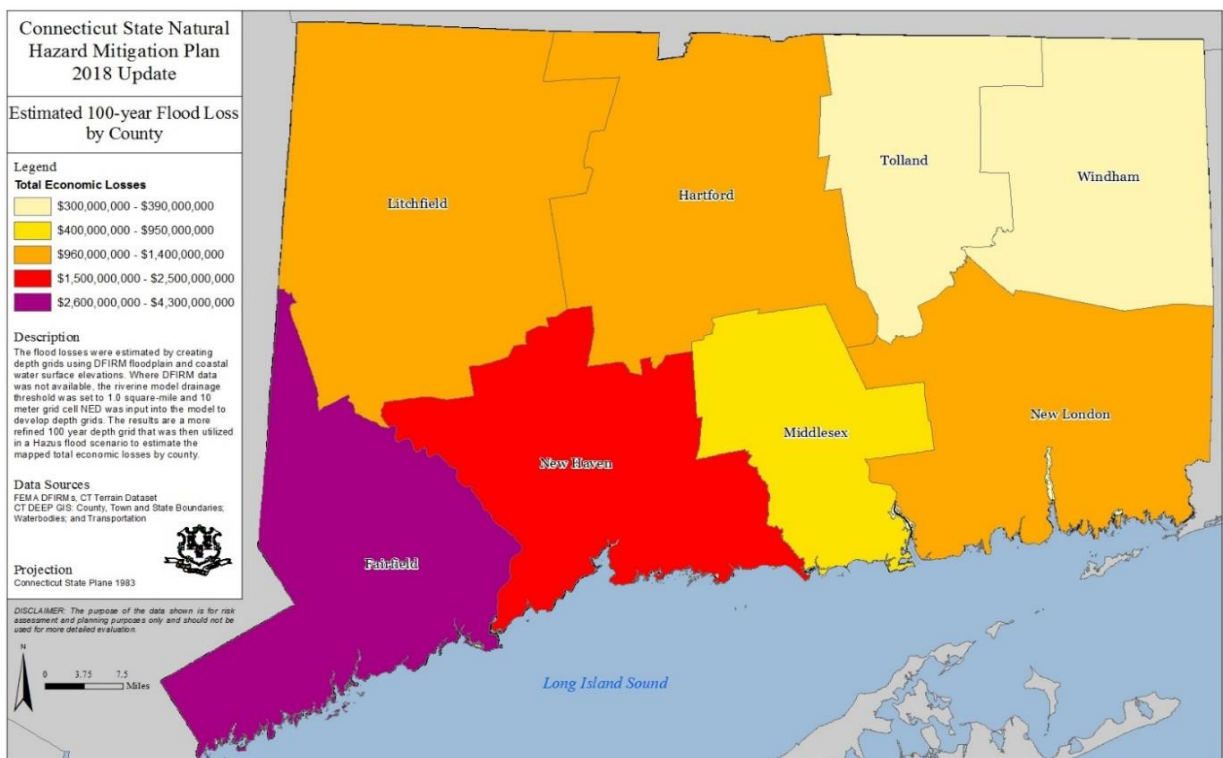 Connecticut State Natural
Hazard Mitigation Plan
2018 Update
Estimated 100-year Flood Loss
by County
Legend
Total Economic Losses
$300,000,000 - $390,000,000
$400,000,000 - $950,000,000
$960,000,000 - $1,400,000,000
$1,500,000,000 - $2,500,000,000
$2,600,000,000 - $4,300,000,000
Description
The flood losses were estimated by creating
depth grids using DFIRM floodplain and coastal
water surface elevations. Where DFIRM data
was not available, the riverine model drainage
threshold was set to 1.0 square-mile and 10
meter grid cell NED was input into the model to
develop depth grids. The results are a more
refined 100 year depth grid that was then utilized
in a Hazus flood scenario to estimate the
mapped total economic losses by county.
Data Sources
FEMA DFIRMs, CT Terrain Dataset
CT DEEP GIS: County, Town and State Boundaries;
Waterbodies; and Transportation
Projection
Connecticut State Plane 1983
DISCLAIMER: The purpose of the data shown is for risk
assessment and planning purposes only and should not be
used for more detailed evaluation.
N
0 3.75 7.5
Miles
Litchfield
Hartford
Tolland
Windham
Fairfield
New Haven
Middlesex
New London
Long Island Sound